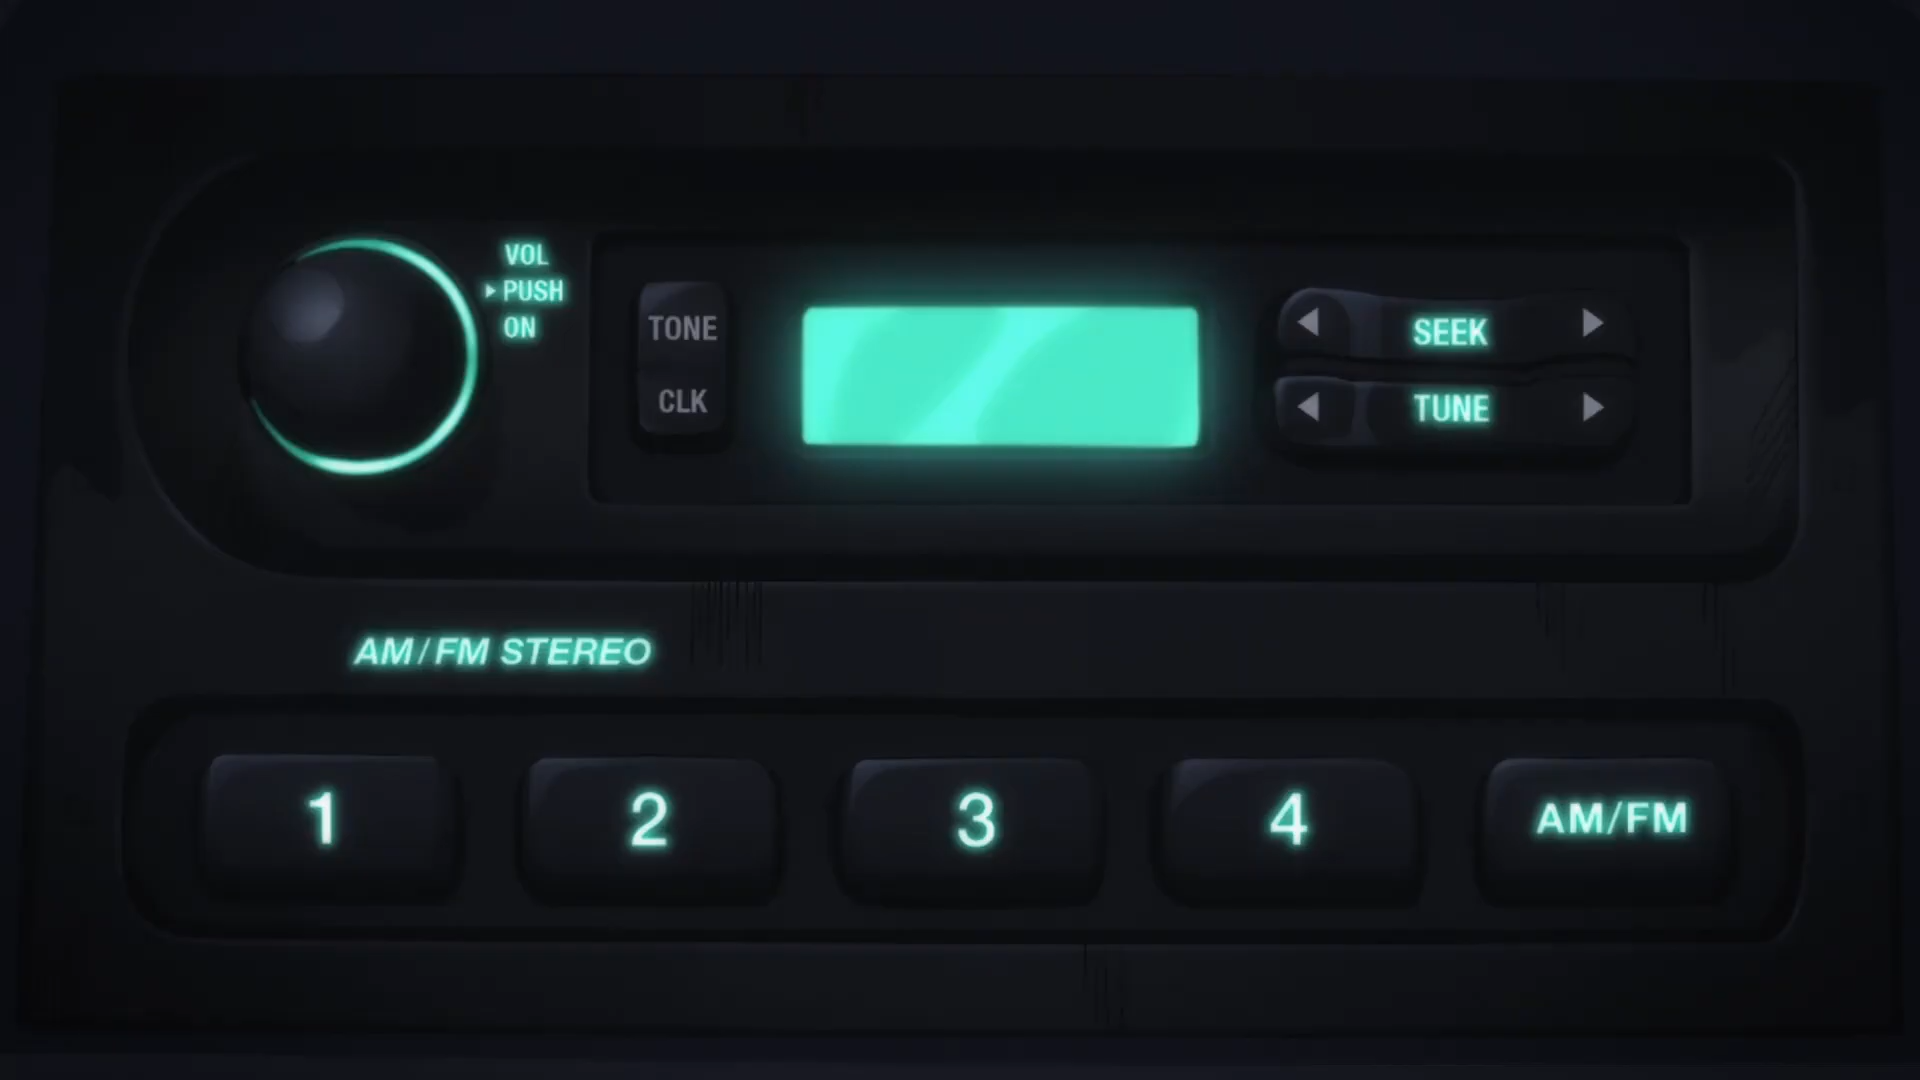 VOL
PUSH
ON
TONE
CLK
SEEK
TUNE
AM/FM STEREO
1
2
3
4
AM/FM